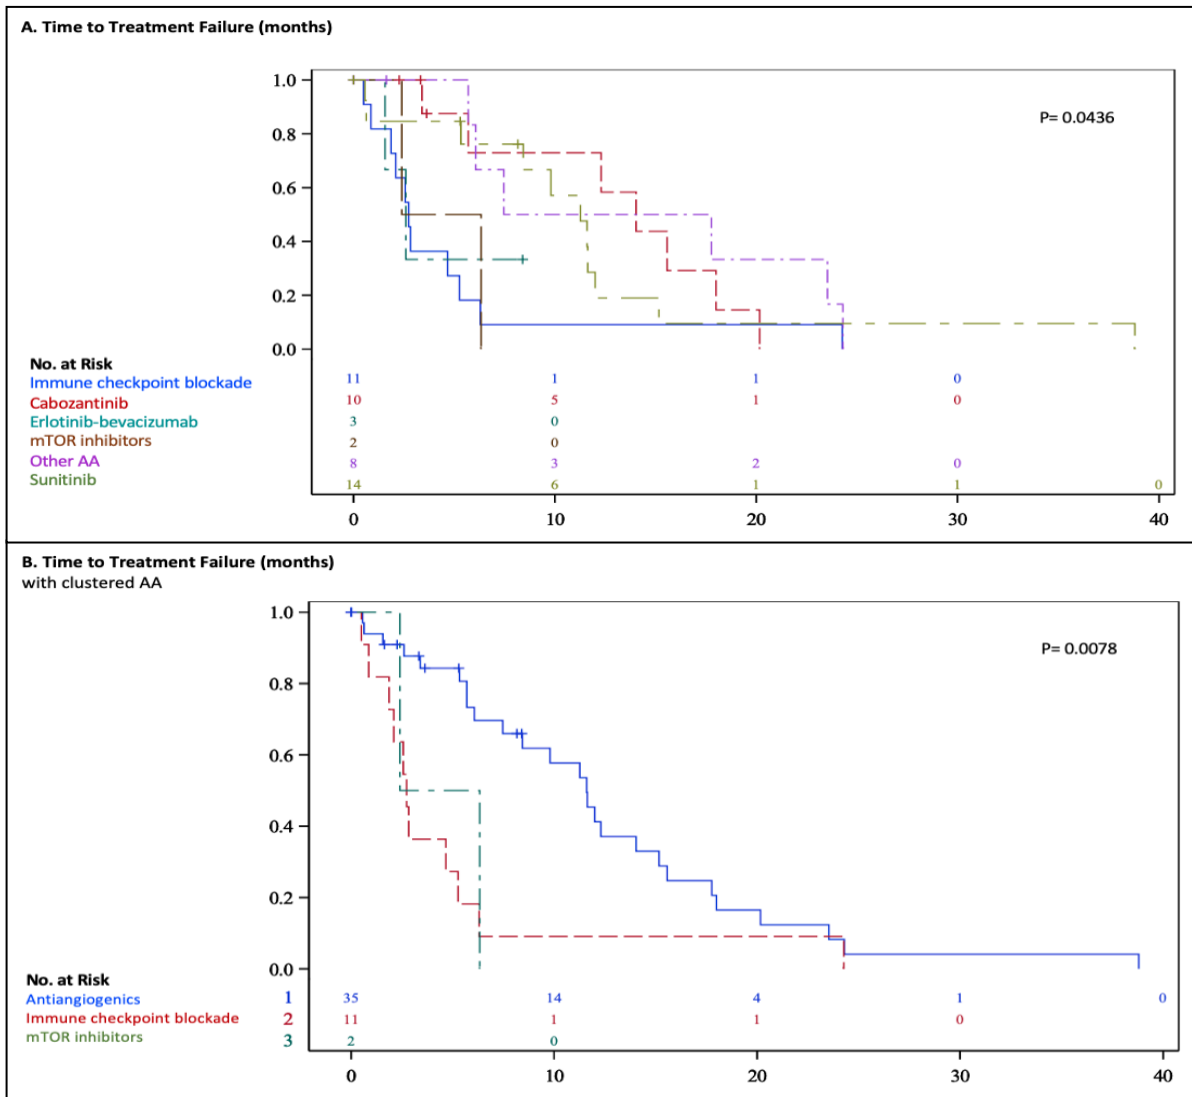 A. Time to Treatment Failure (months)
1.0
P= 0.0436
0.8
0.6
0.4
0.2
0.0
No. at Risk
Immune checkpoint blockade 11 1 1 0
Cabozantinib 10 5 1 0
Erlotinib-bevacizumab 3 0
mTOR inhibitors 2 0
Other AA 8 3 2 0
Sunitinib 14 6 1 1 0
0 10 20 30 40
B. Time to Treatment Failure (months)
with clustered AA
1.0
P= 0.0078
0.8
0.6
0.4
0.2
0.0
No. at Risk
Antiangiogenics 1 35 14 4 1 0
Immune checkpoint blockade 2 11 1 1 0
mTOR inhibitors 3 2 0
0 10 20 30 40